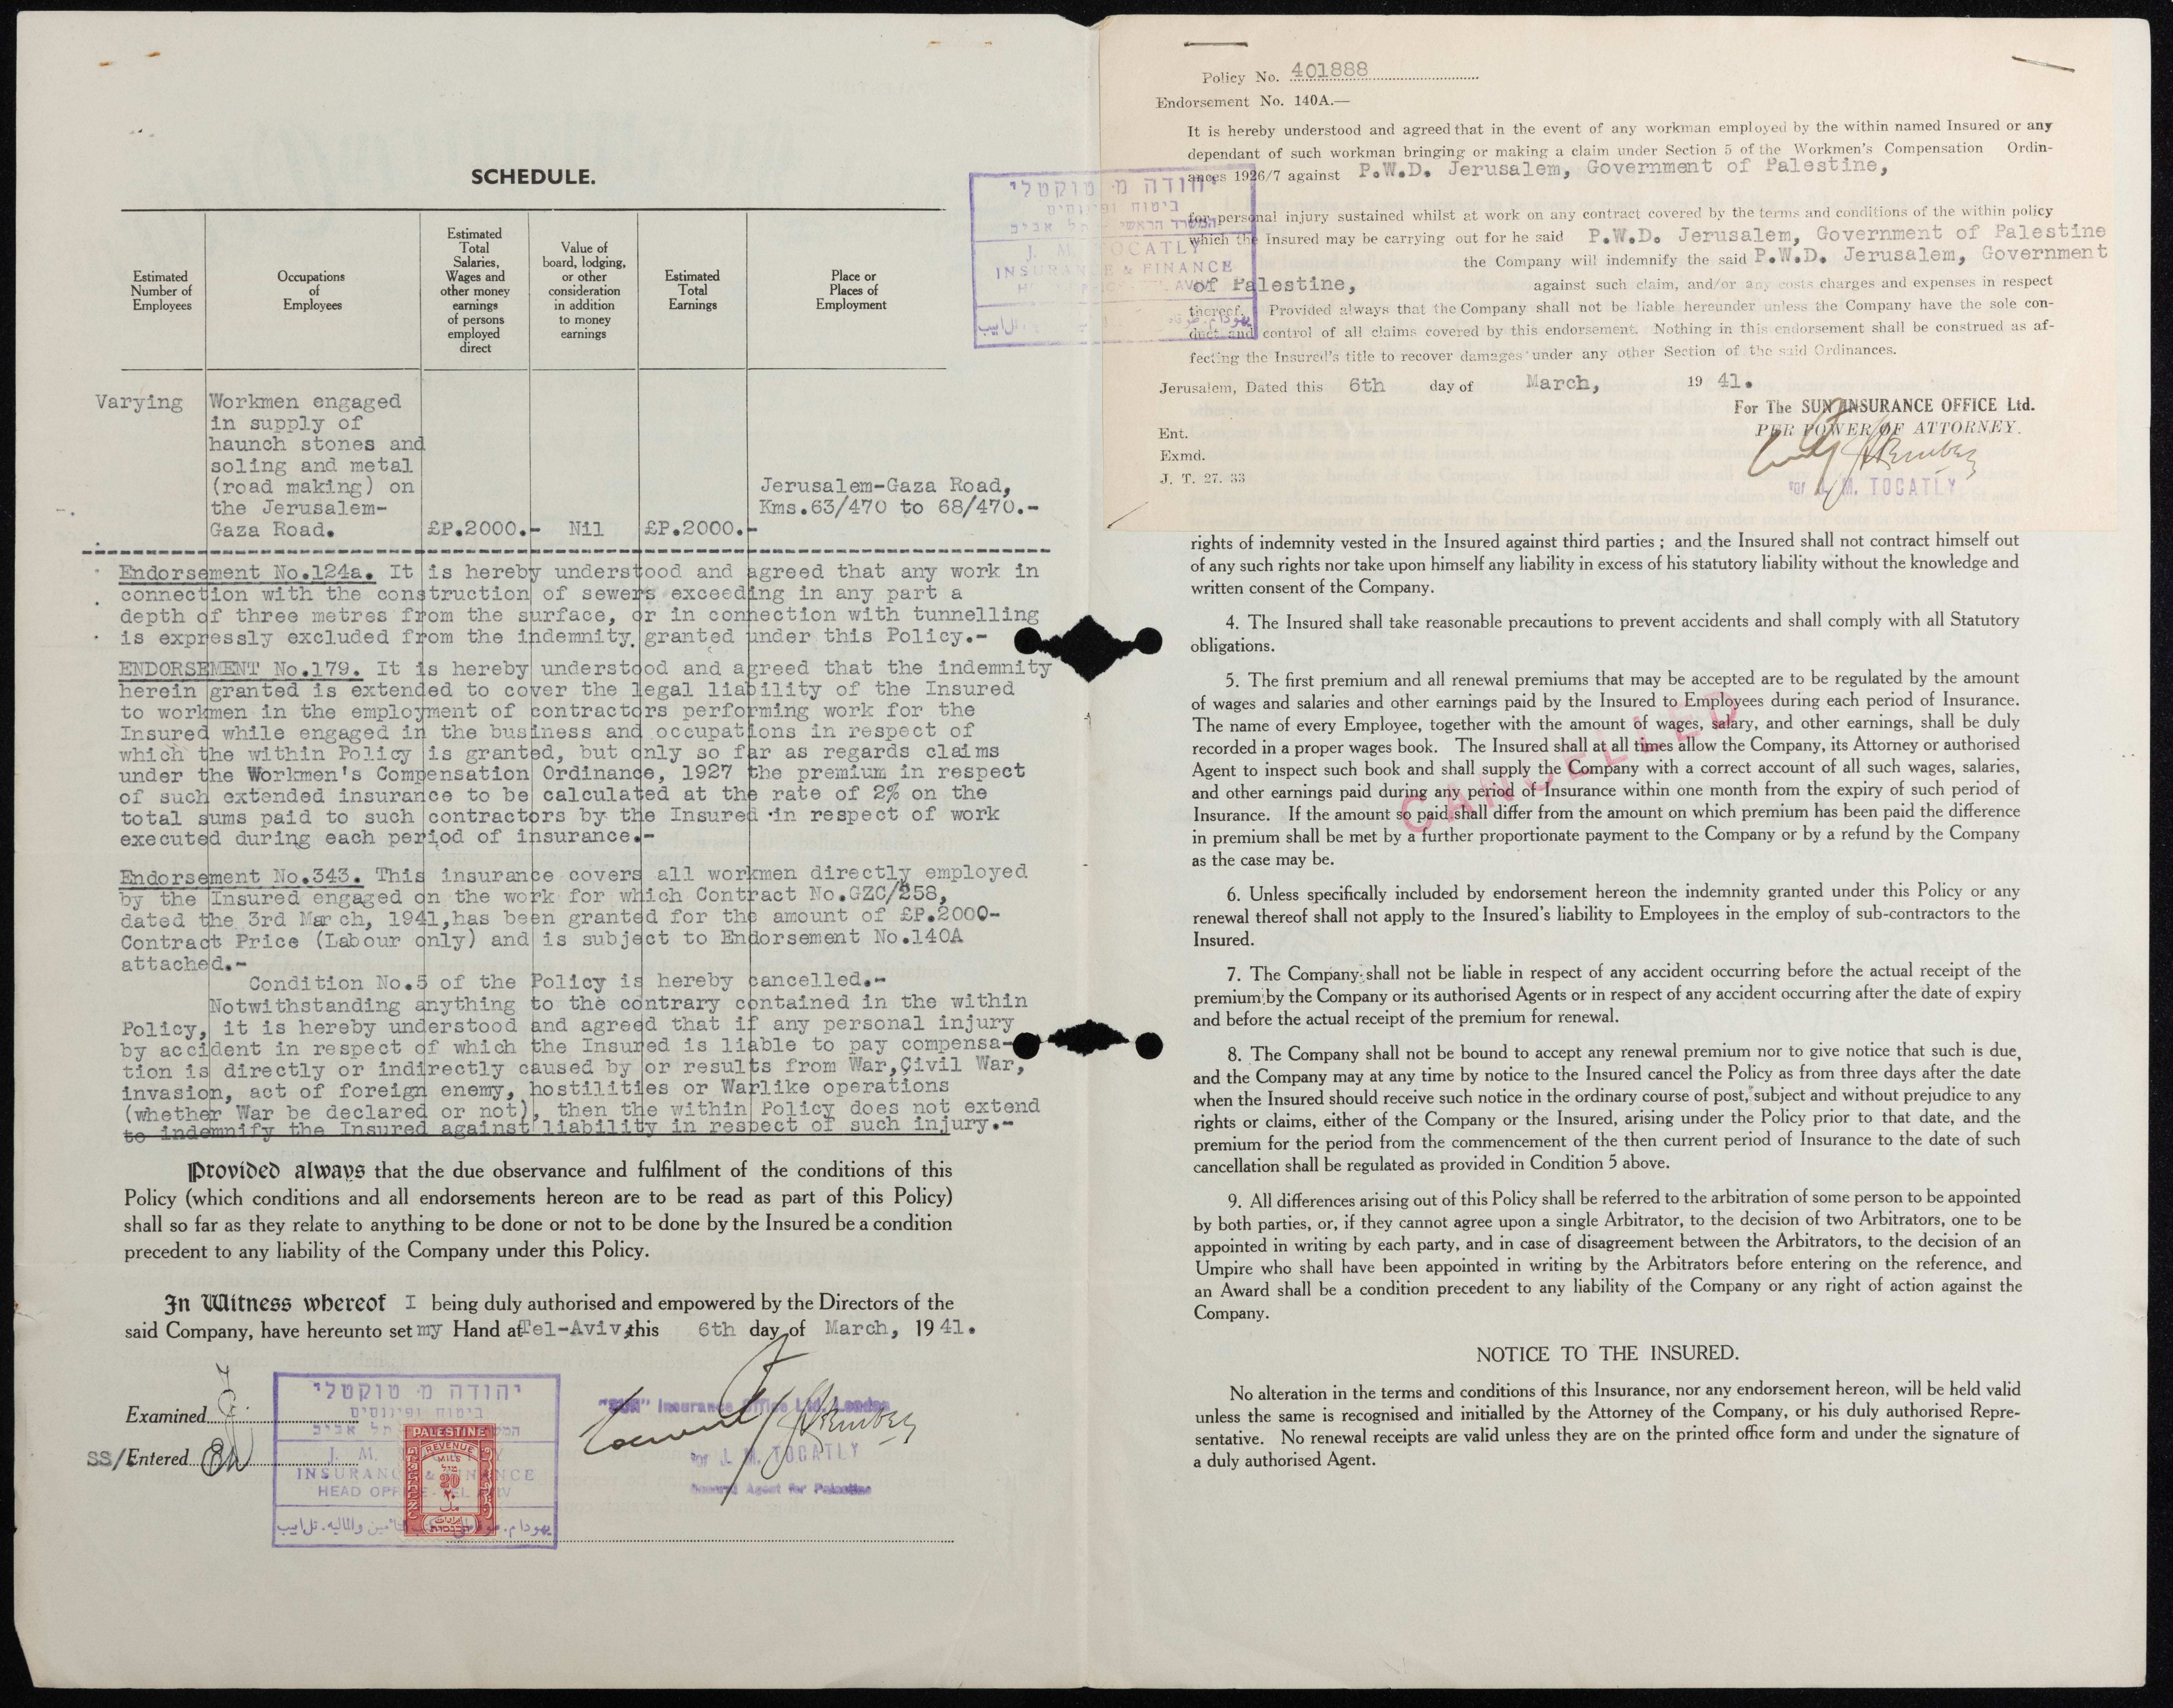 SCHEDULE.
Estimated
Number of
Employees
Occupations
of
Employees
Estimated
Total
Salaries,
Wages and
other money
earnings
of persons
employed
direct
Value of
board, lodging,
or other
consideration
in addition
to money
earnings
Estimated
Total
Earnings
Place or
Places of
Employment
Varying
Workmen engaged
in supply of
haunch stones and
soling and metal
(road making) on
the Jerusalem-
Gaza Road.
£P.2000.-
Nil
£P.2000.-
Jerusalem-Gaza Road,
Kms.63/470 to 68/470.-
Endorsement No.124a. It is hereby understood and agreed that any work in
connection with the construction of sewers exceeding in any part a
depth of three metres from the surface, or in connection with tunnelling
is expressly excluded from the indemnity granted under this Policy.-
ENDORSEMENT No.179. It is hereby understood and agreed that the indemnity
herein granted is extended to cover the legal liability of the Insured
to workmen in the employment of contractors performing work for the
Insured while engaged in the business and occupations in respect of
which the within Policy is granted, but only so far as regards claims
under the Workmen's Compensation Ordinance, 1927 the premium in respect
of such extended insurance to be calculated at the rate of 2% on the
total sums paid to such contractors by the Insured in respect of work
executed during each period of insurance.-
Endorsement No.343. This insurance covers all workmen directly employed
by the Insured engaged on the work for which Contract No.GZC/258,
dated the 3rd March, 1941,has been granted for the amount of £P.2000-
Contract Price (Labour only) and is subject to Endorsement No.140A
attached.-
Condition No.5 of the Policy is hereby cancelled.-
Notwithstanding anything to the contrary contained in the within
Policy, it is hereby understood and agreed that if any personal injury
by accident in respect of which the Insured is liable to pay compensa-
tion is directly or indirectly caused by or results from War,Civil War,
invasion, act of foreign enemy, hostilities or Warlike operations
(whether War be declared or not), then the within Policy does not extend
to indemnify the Insured against liability in respect of such injury.-
Provided always that the due observance and fulfilment of the conditions of this
Policy (which conditions and all endorsements hereon are to be read as part of this Policy)
shall so far as they relate to anything to be done or not to be done by the Insured be a condition
precedent to any liability of the Company under this Policy.
In Witness whereof I being duly authorised and empowered by the Directors of the
said Company, have hereunto set my Hand at Tel-Aviv, this 6th day of March, 1941.
Examined
SS/Entered
יהודה מ. טוקטלי
ביטוח ופיננסים
תל אביב
J. M.
INSURANCE & FINANCE
HEAD OFFICE - TEL AVIV
PALESTINE
REVENUE
MILS
20
"SUN" Insurance Office Ltd. London
For J. M. TOCATLY
General Agent for Palestine
Policy No. 401888
Endorsement No. 140A.—
It is hereby understood and agreed that in the event of any workman employed by the within named Insured or any
dependant of such workman bringing or making a claim under Section 5 of the Workmen's Compensation Ordin-
ances 1926/7 against P.W.D. Jerusalem, Government of Palestine,
for personal injury sustained whilst at work on any contract covered by the terms and conditions of the within policy
which the Insured may be carrying out for he said P.W.D. Jerusalem, Government of Palestine
the Company will indemnify the said P.W.D. Jerusalem, Government
of Palestine, against such claim, and/or any costs charges and expenses in respect
thereof. Provided always that the Company shall not be liable hereunder unless the Company have the sole con-
duct and control of all claims covered by this endorsement. Nothing in this endorsement shall be construed as af-
fecting the Insured's title to recover damages under any other Section of the said Ordinances.
Jerusalem, Dated this 6th day of March, 1941.
For The SUN INSURANCE OFFICE Ltd.
PER POWER OF ATTORNEY.
For J. M. TOCATLY
Ent.
Exmd.
J. T. 27. 33
יהודה מ. טוקטלי
ביטוח ופיננסים
המשרד הראשי - תל אביב
J. M. TOCATLY
INSURANCE & FINANCE
rights of indemnity vested in the Insured against third parties ; and the Insured shall not contract himself out
of any such rights nor take upon himself any liability in excess of his statutory liability without the knowledge and
written consent of the Company.
4. The Insured shall take reasonable precautions to prevent accidents and shall comply with all Statutory
obligations.
5. The first premium and all renewal premiums that may be accepted are to be regulated by the amount
of wages and salaries and other earnings paid by the Insured to Employees during each period of Insurance.
The name of every Employee, together with the amount of wages, salary, and other earnings, shall be duly
recorded in a proper wages book. The Insured shall at all times allow the Company, its Attorney or authorised
Agent to inspect such book and shall supply the Company with a correct account of all such wages, salaries,
and other earnings paid during any period of Insurance within one month from the expiry of such period of
Insurance. If the amount so paid shall differ from the amount on which premium has been paid the difference
in premium shall be met by a further proportionate payment to the Company or by a refund by the Company
as the case may be.
CANCELLED
6. Unless specifically included by endorsement hereon the indemnity granted under this Policy or any
renewal thereof shall not apply to the Insured's liability to Employees in the employ of sub-contractors to the
Insured.
7. The Company shall not be liable in respect of any accident occurring before the actual receipt of the
premium by the Company or its authorised Agents or in respect of any accident occurring after the date of expiry
and before the actual receipt of the premium for renewal.
8. The Company shall not be bound to accept any renewal premium nor to give notice that such is due,
and the Company may at any time by notice to the Insured cancel the Policy as from three days after the date
when the Insured should receive such notice in the ordinary course of post, subject and without prejudice to any
rights or claims, either of the Company or the Insured, arising under the Policy prior to that date, and the
premium for the period from the commencement of the then current period of Insurance to the date of such
cancellation shall be regulated as provided in Condition 5 above.
9. All differences arising out of this Policy shall be referred to the arbitration of some person to be appointed
by both parties, or, if they cannot agree upon a single Arbitrator, to the decision of two Arbitrators, one to be
appointed in writing by each party, and in case of disagreement between the Arbitrators, to the decision of an
Umpire who shall have been appointed in writing by the Arbitrators before entering on the reference, and
an Award shall be a condition precedent to any liability of the Company or any right of action against the
Company.
NOTICE TO THE INSURED.
No alteration in the terms and conditions of this Insurance, nor any endorsement hereon, will be held valid
unless the same is recognised and initialled by the Attorney of the Company, or his duly authorised Repre-
sentative. No renewal receipts are valid unless they are on the printed office form and under the signature of
a duly authorised Agent.